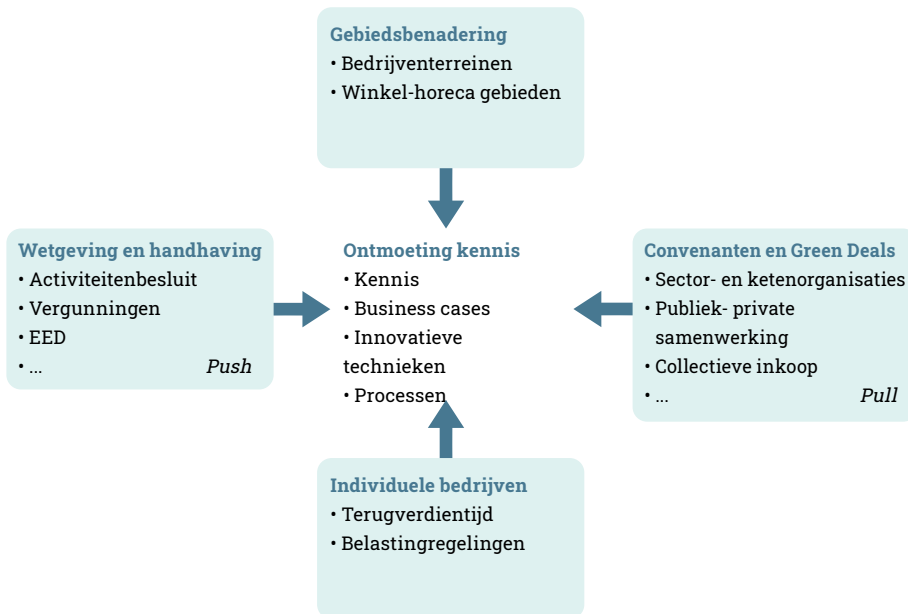 Gebiedsbenadering
• Bedrijventerreinen
• Winkel-horeca gebieden
Wetgeving en handhaving
• Activiteitenbesluit
• Vergunningen
• EED
• ... Push
Ontmoeting kennis
• Kennis
• Business cases
• Innovatieve
technieken
• Processen
Convenanten en Green Deals
• Sector- en ketenorganisaties
• Publiek- private
samenwerking
• Collectieve inkoop
• ... Pull
Individuele bedrijven
• Terugverdientijd
• Belastingregelingen